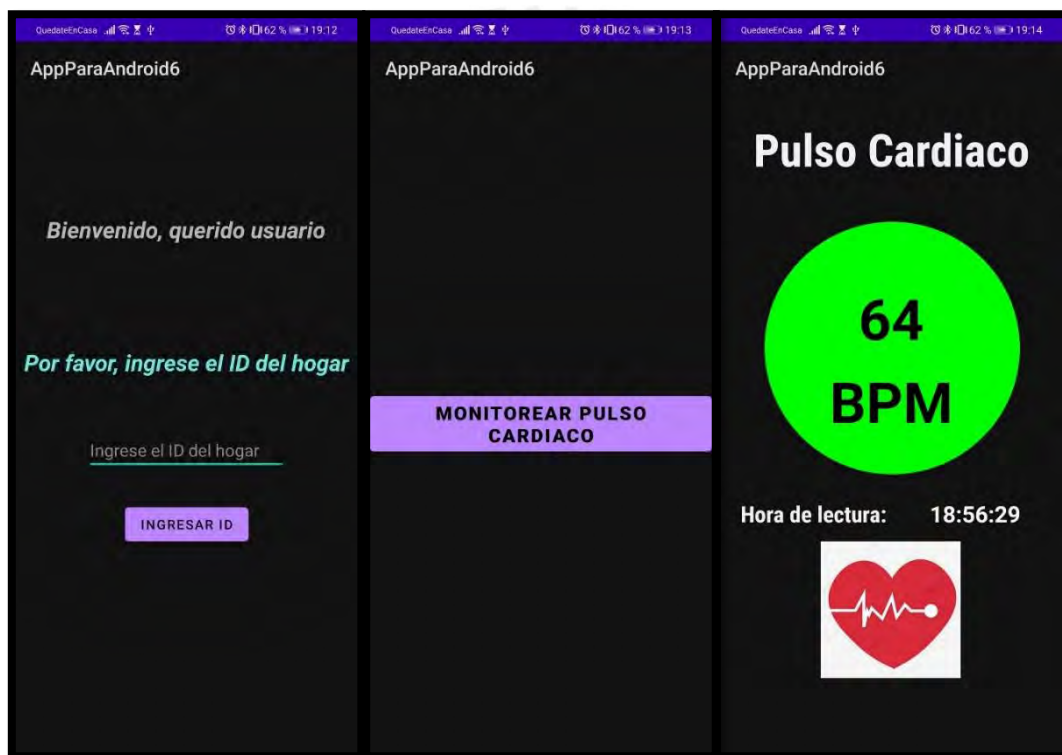 QuedateEnCasa 62 % 19:12
AppParaAndroid6
Bienvenido, querido usuario
Por favor, ingrese el ID del hogar
Ingrese el ID del hogar
INGRESAR ID
QuedateEnCasa 62 % 19:13
AppParaAndroid6
MONITOREAR PULSO
CARDIACO
QuedateEnCasa 62 % 19:14
AppParaAndroid6
Pulso Cardiaco
64
BPM
Hora de lectura: 18:56:29